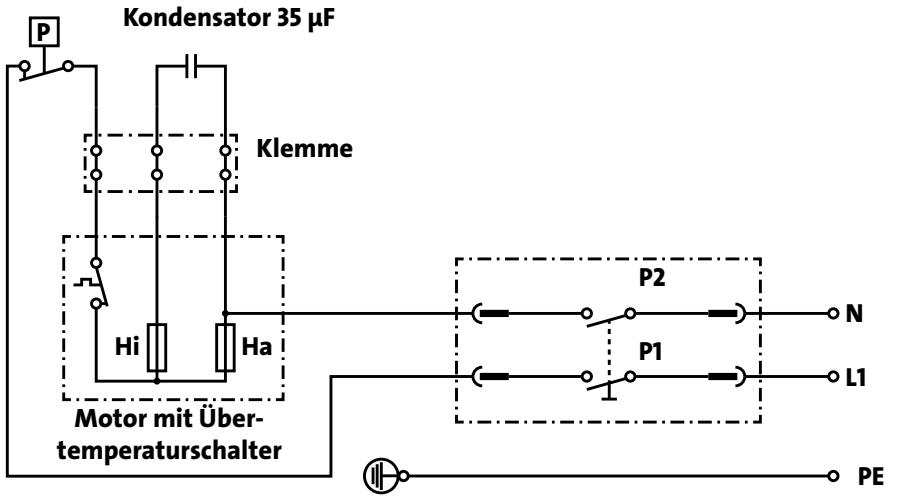 Kondensator 35 µF
P
Klemme
P2
N
Hi
Ha
P1
L1
Motor mit Über-
temperaturschalter
PE